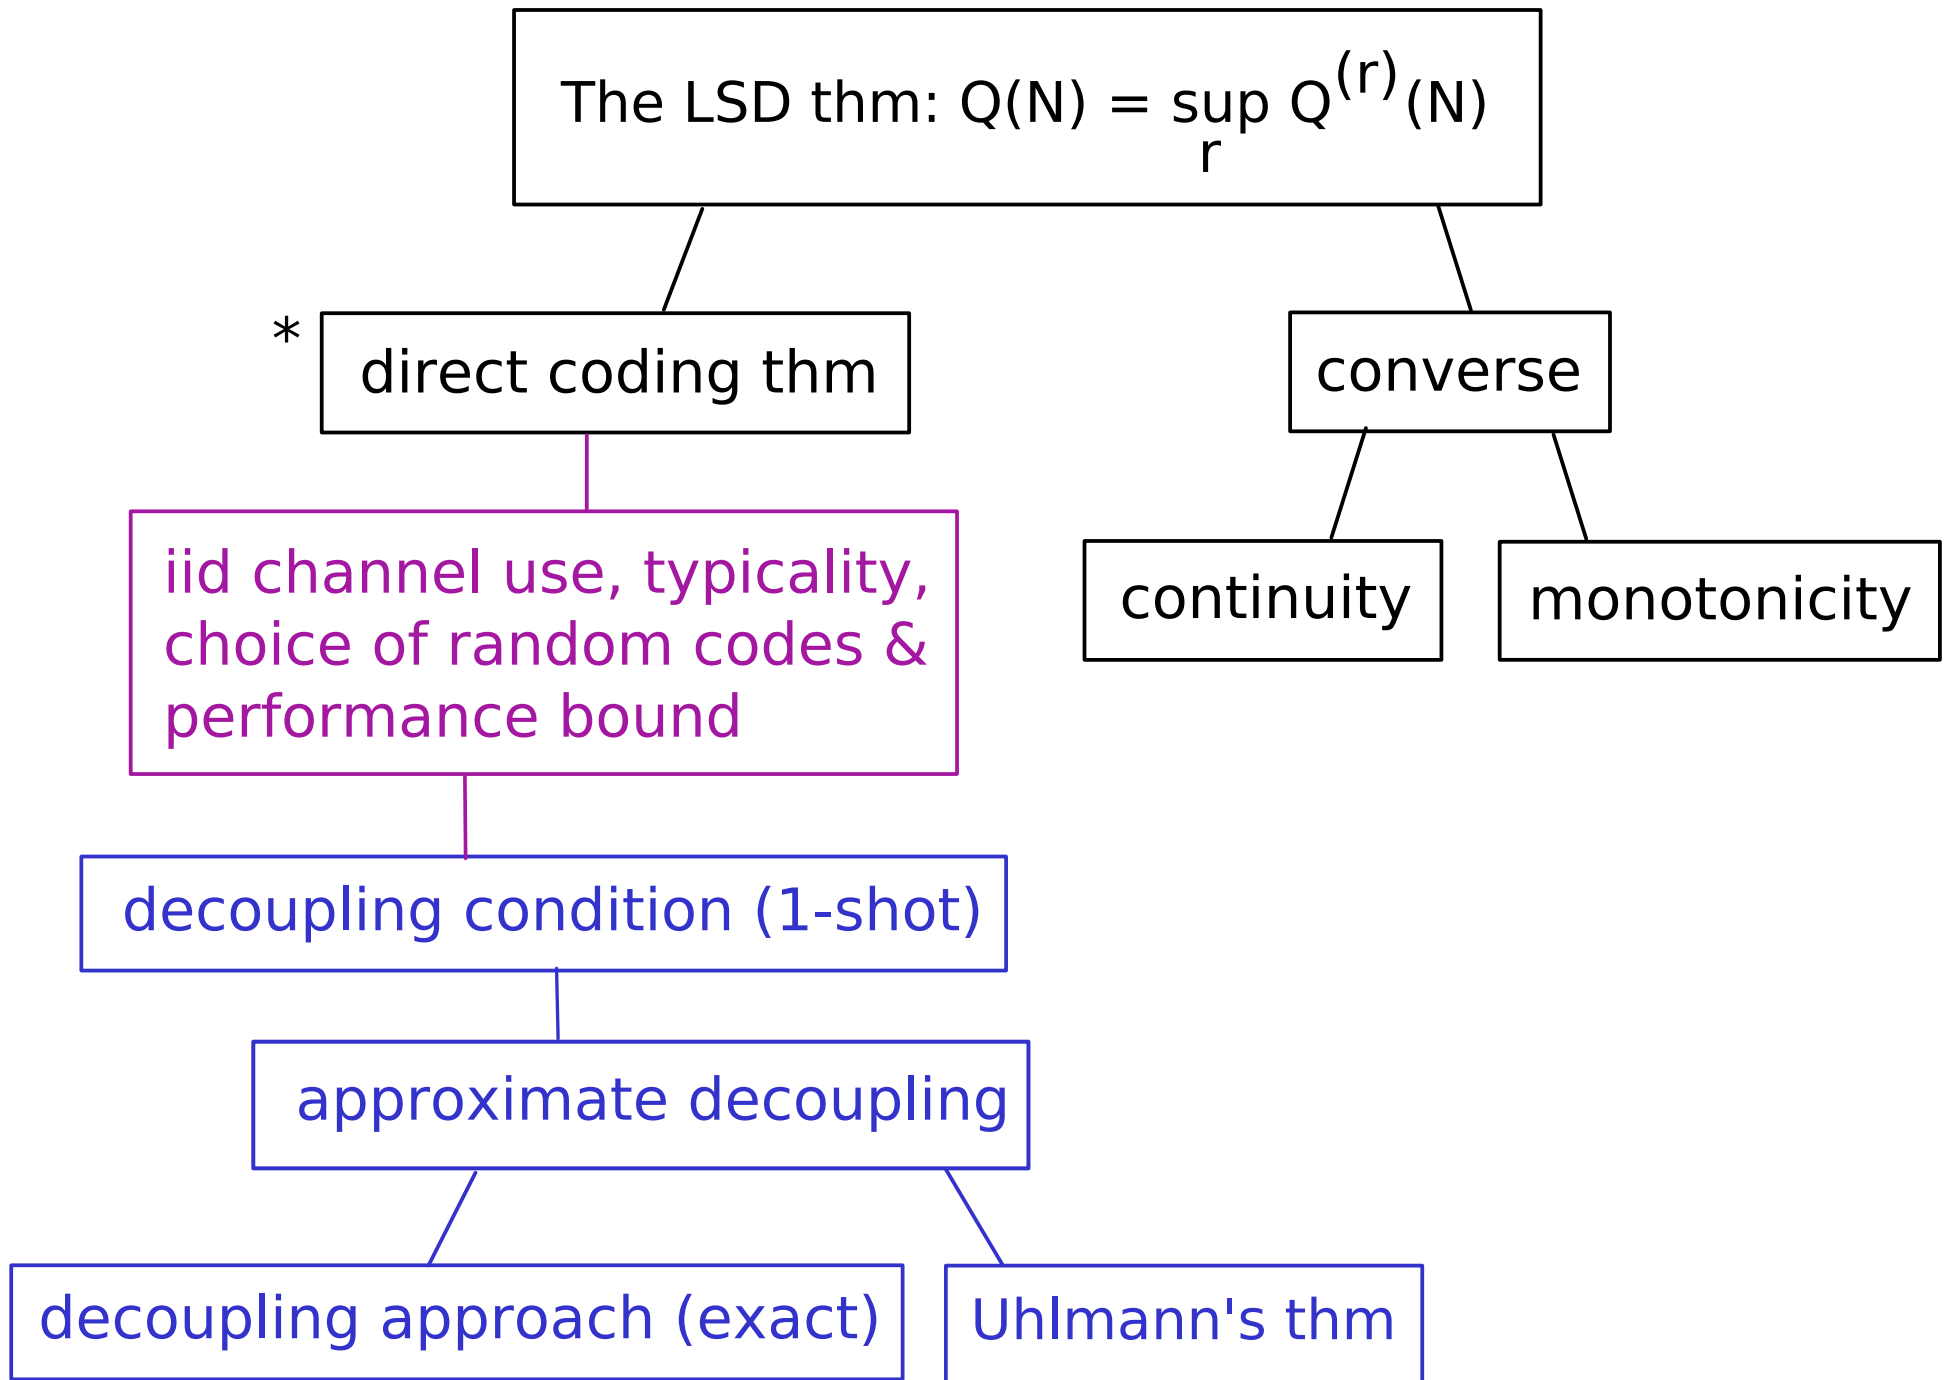 The LSD thm: Q(N) = sup Q(r)(N)
r
*
direct coding thm
converse
iid channel use, typicality,
choice of random codes &
performance bound
continuity
monotonicity
decoupling condition (1-shot)
approximate decoupling
decoupling approach (exact)
Uhlmann's thm